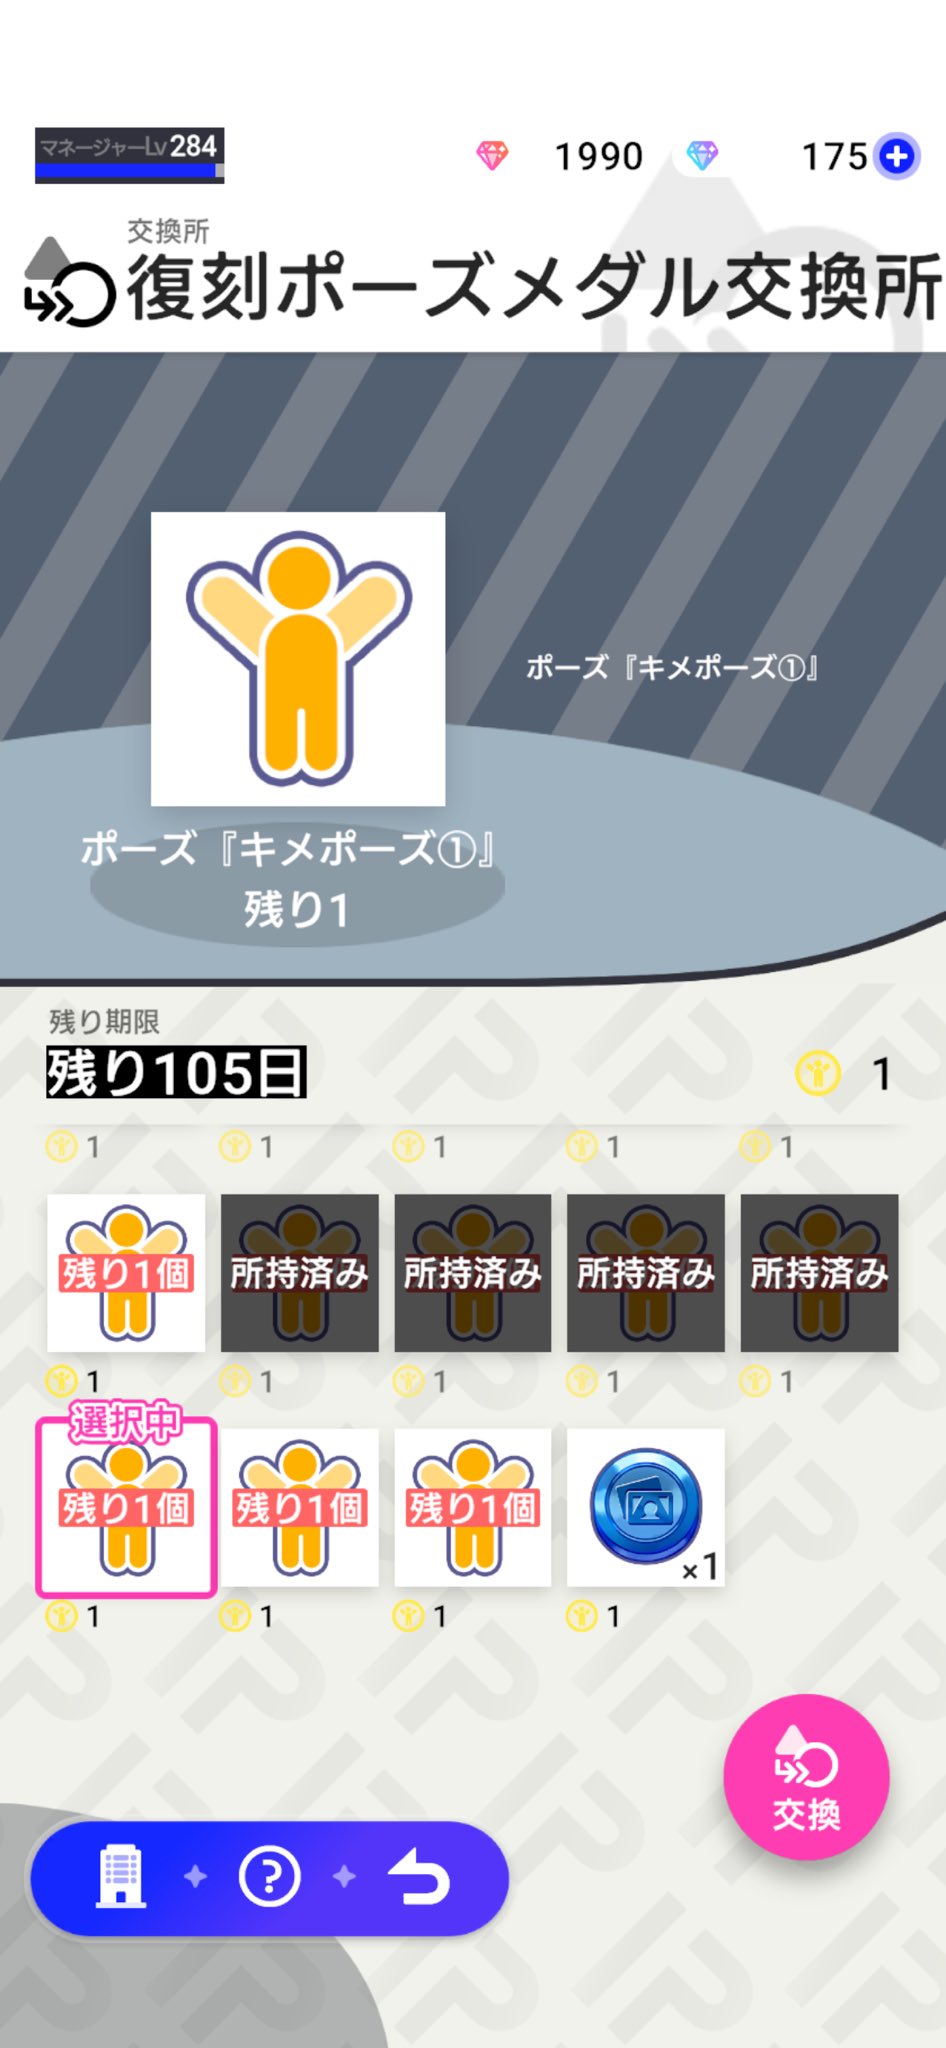 マネージャーLv 284
1990
175
交換所
復刻ポーズメダル交換所
ポーズ『キメポーズ①』
ポーズ『キメポーズ①』
残り1
残り期限
残り105日
1
1 1 1 1 1
残り1個 所持済み 所持済み 所持済み 所持済み
1 1 1 1 1
選択中
残り1個 残り1個 残り1個
×1
1 1 1 1
交換